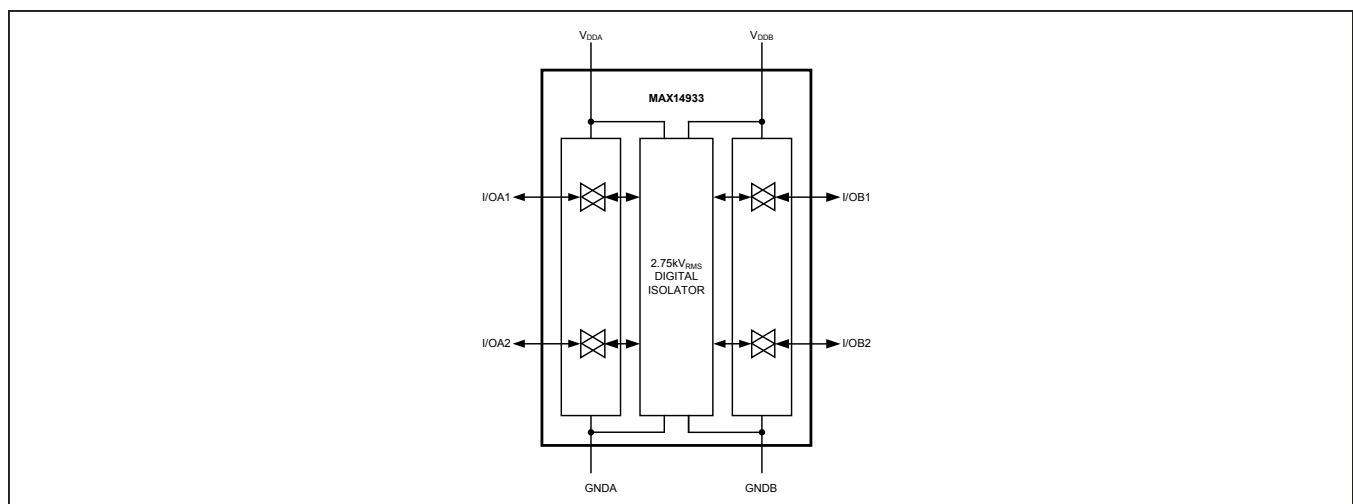 VDDA VDDB
MAX14933
I/OA1 I/OB1
2.75kVRMS
DIGITAL
ISOLATOR
I/OA2 I/OB2
GNDA GNDB